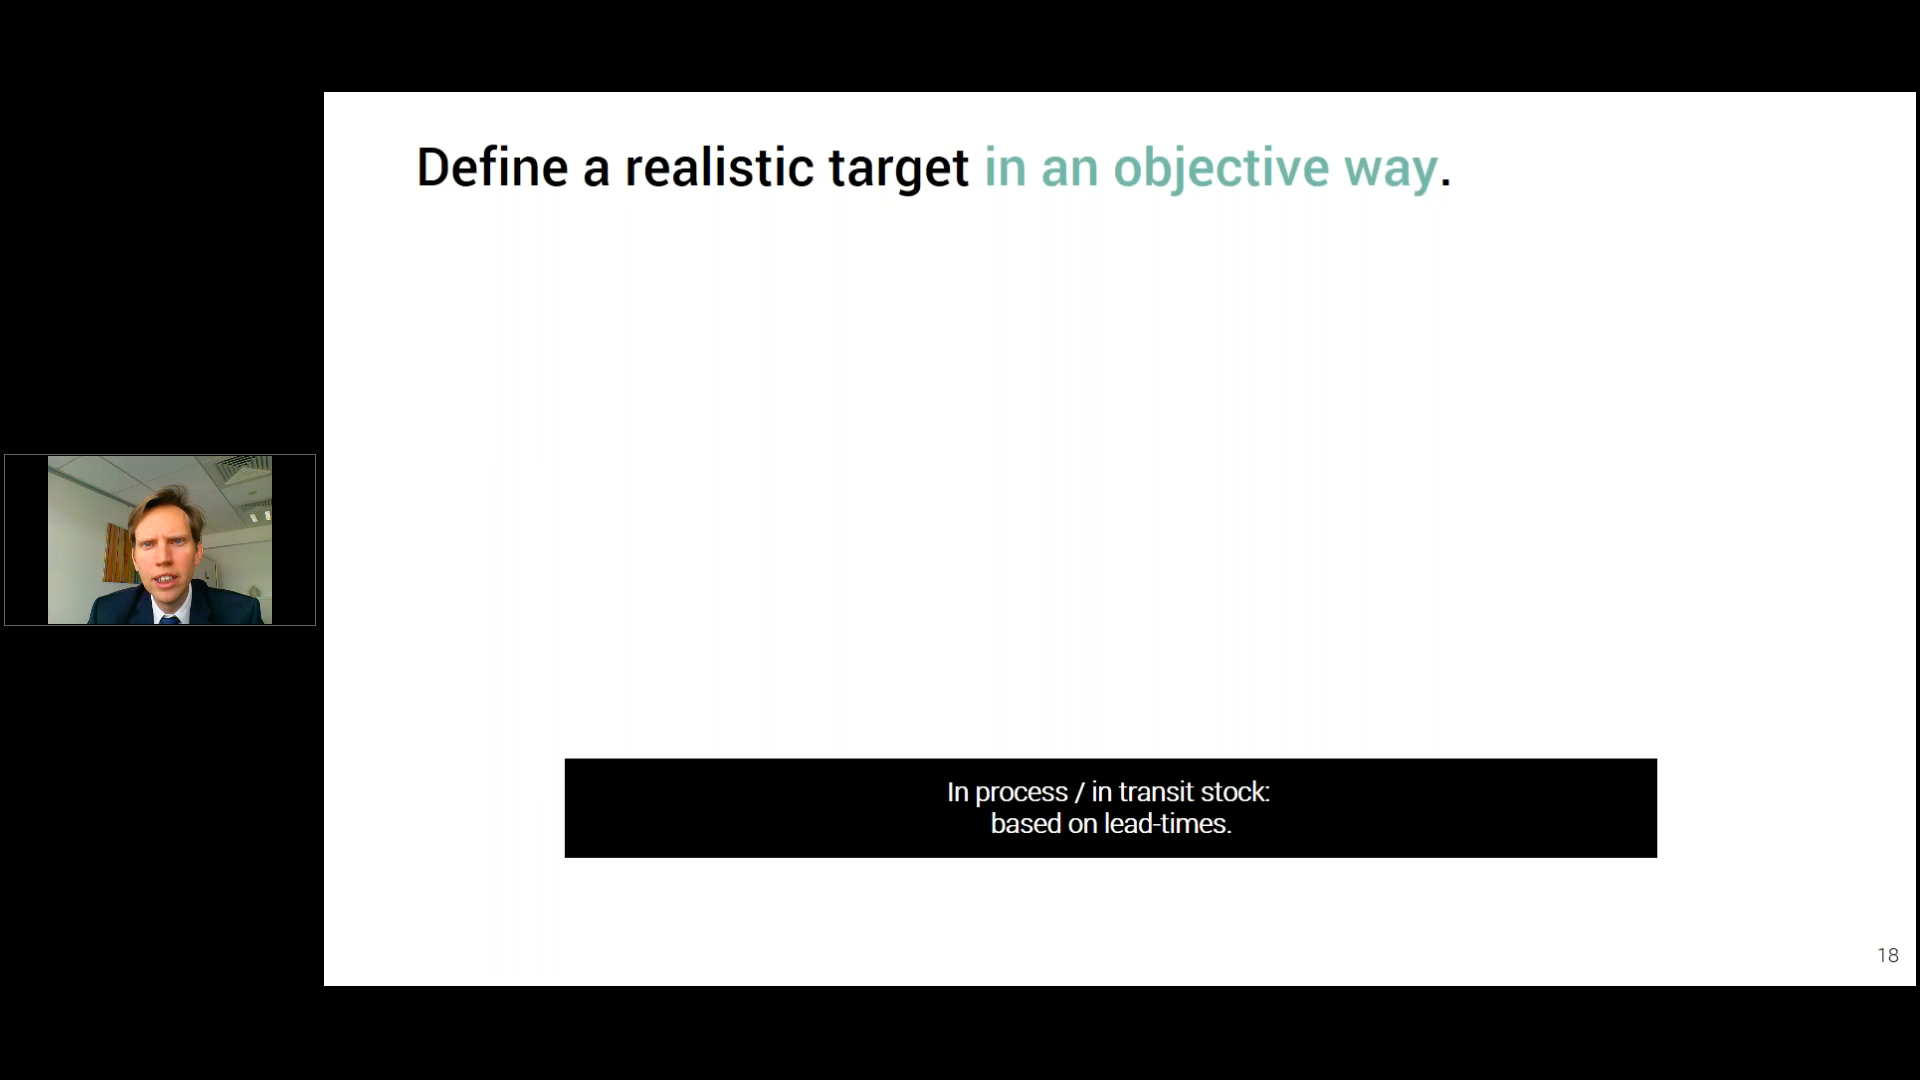 Define a realistic target in an objective way.
In process / in transit stock:
based on lead-times.
18